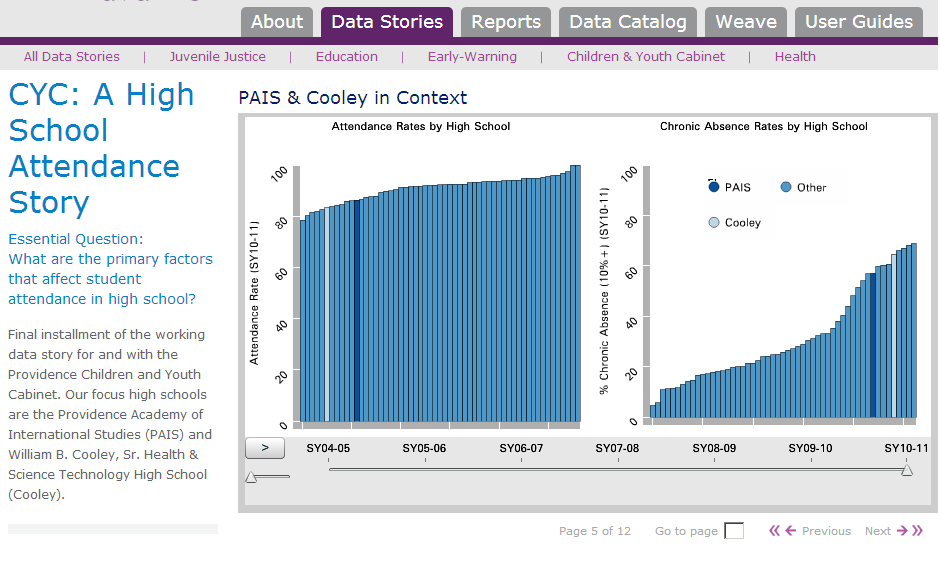 About Data Stories Reports Data Catalog Weave User Guides
All Data Stories | Juvenile Justice | Education | Early-Warning | Children & Youth Cabinet | Health
CYC: A High
School
Attendance
Story
Essential Question:
What are the primary factors
that affect student
attendance in high school?
Final installment of the working
data story for and with the
Providence Children and Youth
Cabinet. Our focus high schools
are the Providence Academy of
International Studies (PAIS) and
William B. Cooley, Sr. Health &
Science Technology High School
(Cooley).
PAIS & Cooley in Context
Attendance Rates by High School
Attendance Rate (SY10-11)
100
80
60
40
20
0
Chronic Absence Rates by High School
% Chronic Absence (10%+) (SY10-11)
100
80
60
40
20
0
PAIS
Other
Cooley
>
SY04-05 SY05-06 SY06-07 SY07-08 SY08-09 SY09-10 SY10-11
Page 5 of 12 Go to page Previous Next